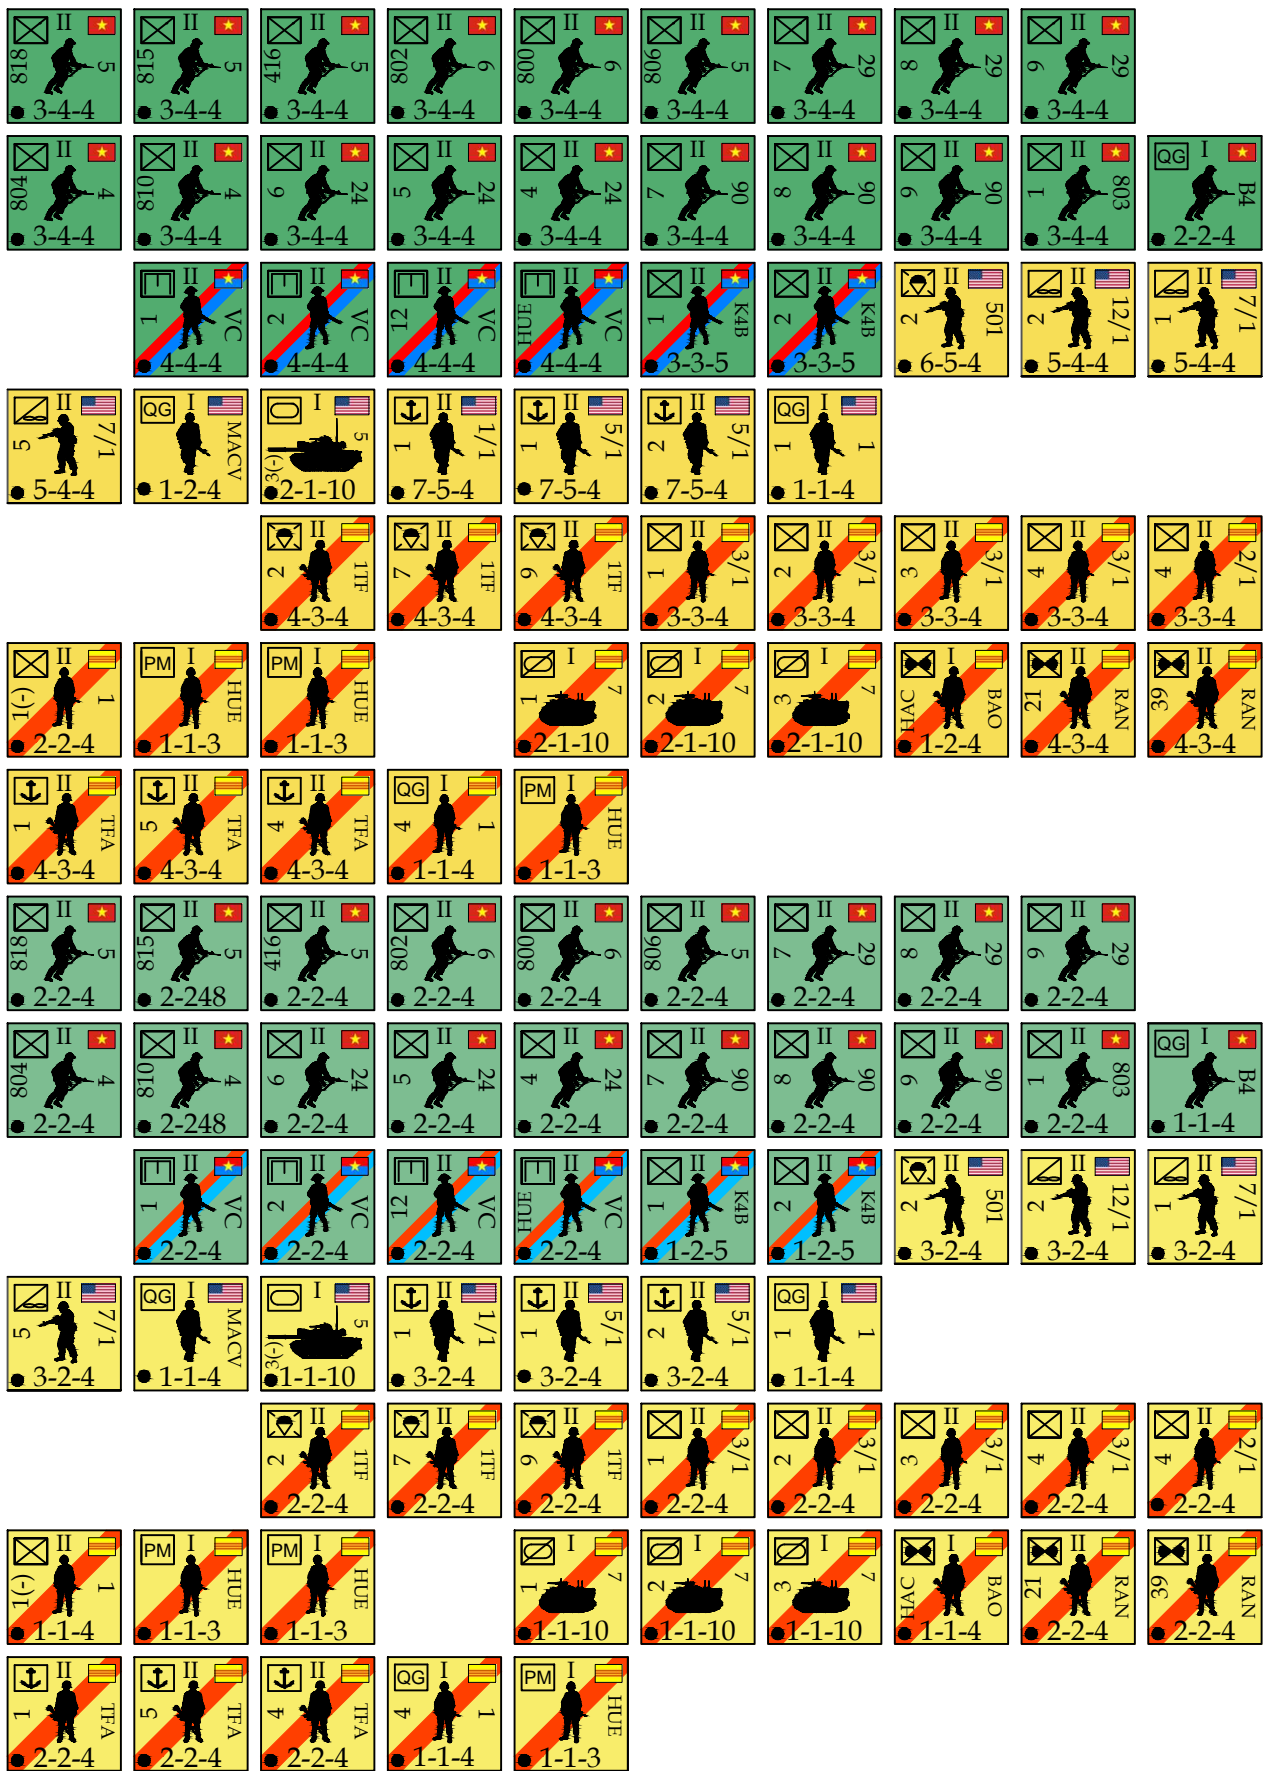 II II II II II II II II II
818 5 815 5 416 5 802 6 800 6 806 5 7 29 8 29 9 29
3-4-4 3-4-4 3-4-4 3-4-4 3-4-4 3-4-4 3-4-4 3-4-4 3-4-4
II II II II II II II II II QG I
804 4 810 4 6 24 5 24 4 24 7 90 8 90 9 90 1 803 B4
3-4-4 3-4-4 3-4-4 3-4-4 3-4-4 3-4-4 3-4-4 3-4-4 3-4-4 2-2-4
II II II II II II II II II
1 VC 2 VC 12 VC HUE VC 1 K4B 2 K4B 2 501 2 12/1 1 7/1
4-4-4 4-4-4 4-4-4 4-4-4 3-3-5 3-3-5 6-5-4 5-4-4 5-4-4
II QG I I II II II QG I
5 7/1 MACV 3(-) 5 1 1/1 1 5/1 2 5/1 1 1
5-4-4 1-2-4 2-1-10 7-5-4 7-5-4 7-5-4 1-1-4
II II II II II II II II
2 1TF 7 1TF 9 1TF 1 3/1 2 3/1 3 3/1 4 3/1 4 2/1
4-3-4 4-3-4 4-3-4 3-3-4 3-3-4 3-3-4 3-3-4 3-3-4
II PM I PM I I I I I II II
1(-) 1 HUE HUE 1 7 2 7 3 7 HAC BAO 21 RAN 39 RAN
2-2-4 1-1-3 1-1-3 2-1-10 2-1-10 2-1-10 1-2-4 4-3-4 4-3-4
II II II QG I PM I
1 TFA 5 TFA 4 TFA 4 1 HUE
4-3-4 4-3-4 4-3-4 1-1-4 1-1-3
II II II II II II II II II
818 5 815 5 416 5 802 6 800 6 806 5 7 29 8 29 9 29
2-2-4 2-248 2-2-4 2-2-4 2-2-4 2-2-4 2-2-4 2-2-4 2-2-4
II II II II II II II II II QG I
804 4 810 4 6 24 5 24 4 24 7 90 8 90 9 90 1 803 B4
2-2-4 2-248 2-2-4 2-2-4 2-2-4 2-2-4 2-2-4 2-2-4 2-2-4 1-1-4
II II II II II II II II II
1 VC 2 VC 12 VC HUE VC 1 K4B 2 K4B 2 501 2 12/1 1 7/1
2-2-4 2-2-4 2-2-4 2-2-4 1-2-5 1-2-5 3-2-4 3-2-4 3-2-4
II QG I I II II II QG I
5 7/1 MACV 3(-) 5 1 1/1 1 5/1 2 5/1 1 1
3-2-4 1-1-4 1-1-10 3-2-4 3-2-4 3-2-4 1-1-4
II II II II II II II II
2 1TF 7 1TF 9 1TF 1 3/1 2 3/1 3 3/1 4 3/1 4 2/1
2-2-4 2-2-4 2-2-4 2-2-4 2-2-4 2-2-4 2-2-4 2-2-4
II PM I PM I I I I I II II
1(-) 1 HUE HUE 1 7 2 7 3 7 HAC BAO 21 RAN 39 RAN
1-1-4 1-1-3 1-1-3 1-1-10 1-1-10 1-1-10 1-1-4 2-2-4 2-2-4
II II II QG I PM I
1 TFA 5 TFA 4 TFA 4 1 HUE
2-2-4 2-2-4 2-2-4 1-1-4 1-1-3